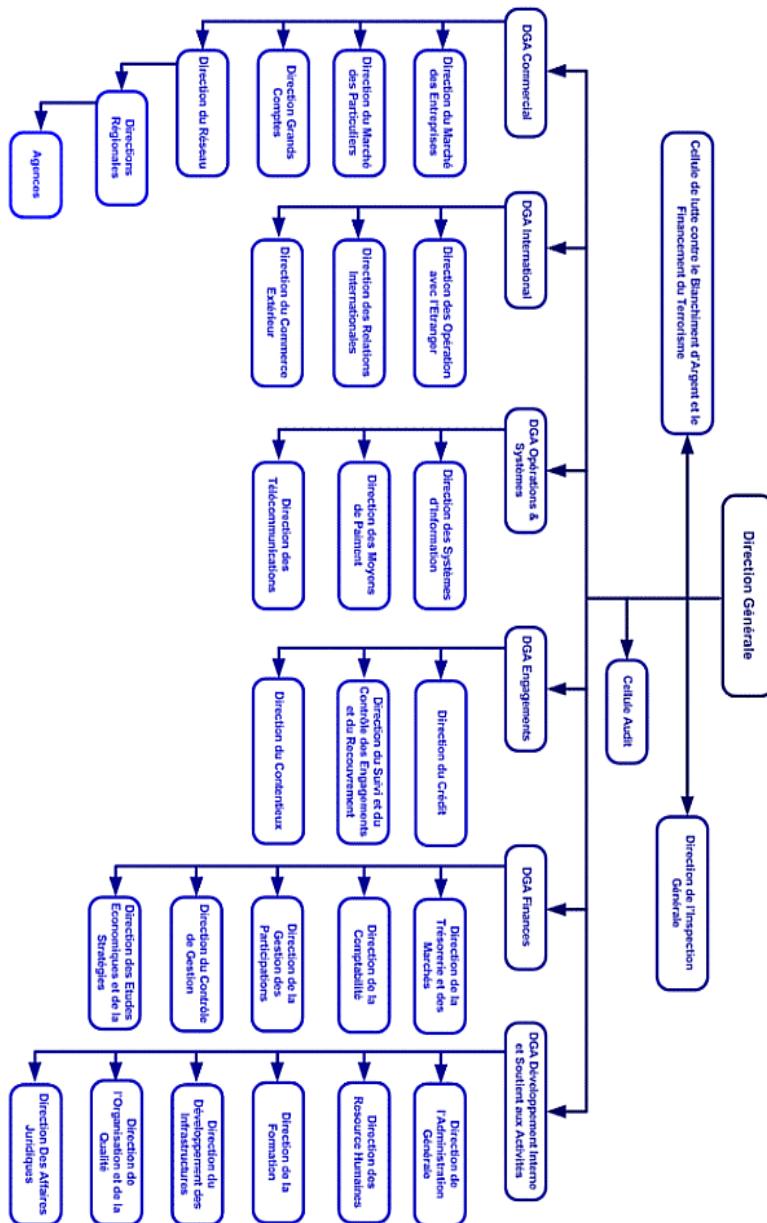 Direction Générale
Cellule de lutte contre le Blanchiment d'Argent et le
Financement du Terrorisme
Direction de l'Inspection
Générale
Cellule Audit
DGA Commercial
Direction du Marché
des Entreprises
Direction du Marché
des Particuliers
Direction Grands
Comptes
Direction du Réseau
Directions
Régionales
Agences
DGA International
Direction des Opération
avec l'Etranger
Direction des Relations
Internationales
Direction du Commerce
Extérieur
DGA Opérations &
Systèmes
Direction des Systèmes
d'Information
Direction des Moyens
de Paiment
Direction des
Télécommunications
DGA Engagements
Direction du Crédit
Direction du Suivi et du
Contrôle des Engagements
et du Recouvrement
Direction du Contentieux
DGA Finances
Direction de la
Trésorerie et des
Marchés
Direction de la
Comptabilité
Direction de la
Gestion des
Participations
Direction du Contrôle
de Gestion
Direction des Etudes
Economiques et de la
Stratégies
DGA Développement Interne
et Soutient aux Activités
Direction de
l'Administration
Générale
Direction des
Resource Humaines
Direction de la
Formation
Direction du
Développement des
Infrastructures
Direction de
l'Organisation et de la
Qualité
Direction Des Affaires
Juridiques